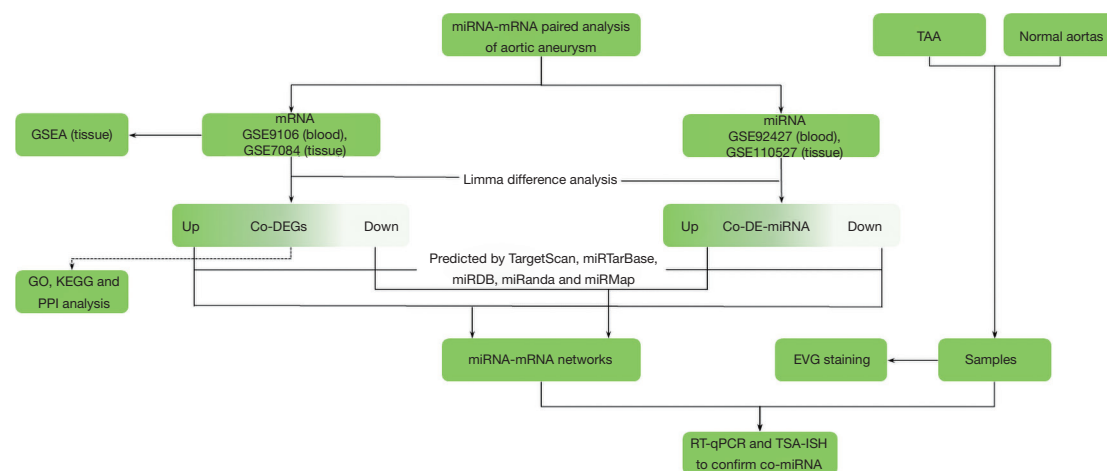 miRNA-mRNA paired analysis
of aortic aneurysm
TAA
Normal aortas
GSEA (tissue)
mRNA
GSE9106 (blood),
GSE7084 (tissue)
miRNA
GSE92427 (blood),
GSE110527 (tissue)
Limma difference analysis
Up Co-DEGs Down
Up Co-DE-miRNA Down
Predicted by TargetScan, miRTarBase,
miRDB, miRanda and miRMap
GO, KEGG and
PPI analysis
miRNA-mRNA networks
EVG staining
Samples
RT-qPCR and TSA-ISH
to confirm co-miRNA